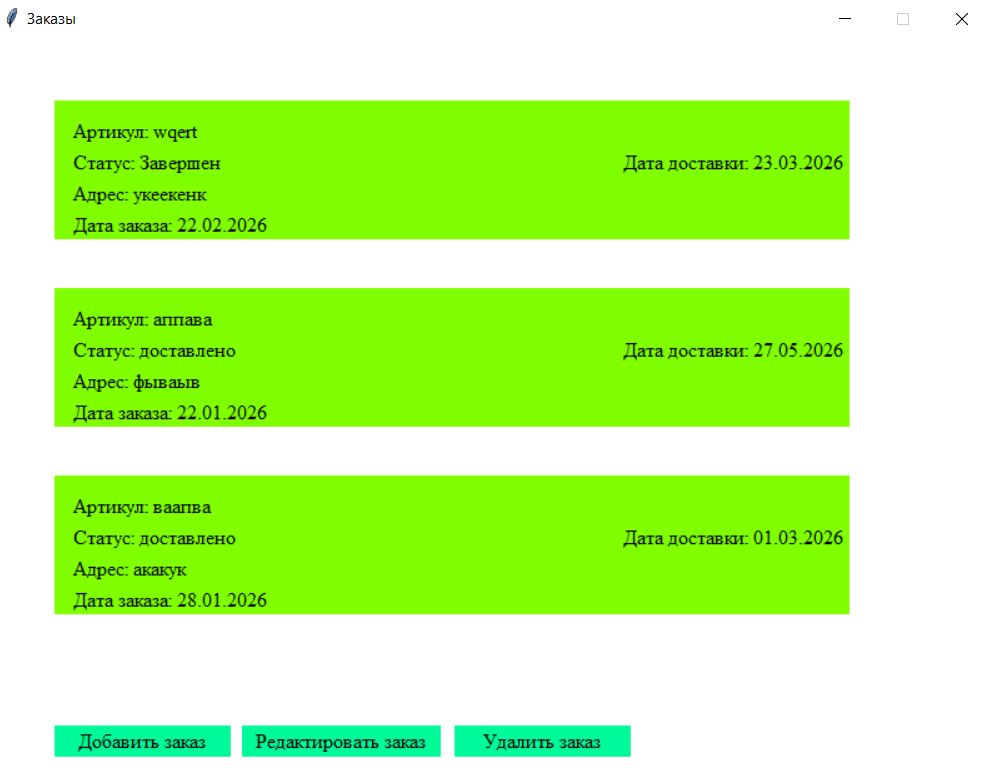 Заказы
Артикул: wqert
Статус: Завершен
Дата доставки: 23.03.2026
Адрес: укеекенк
Дата заказа: 22.02.2026
Артикул: аппава
Статус: доставлено
Дата доставки: 27.05.2026
Адрес: фываыв
Дата заказа: 22.01.2026
Артикул: ваапва
Статус: доставлено
Дата доставки: 01.03.2026
Адрес: акакук
Дата заказа: 28.01.2026
Добавить заказ
Редактировать заказ
Удалить заказ